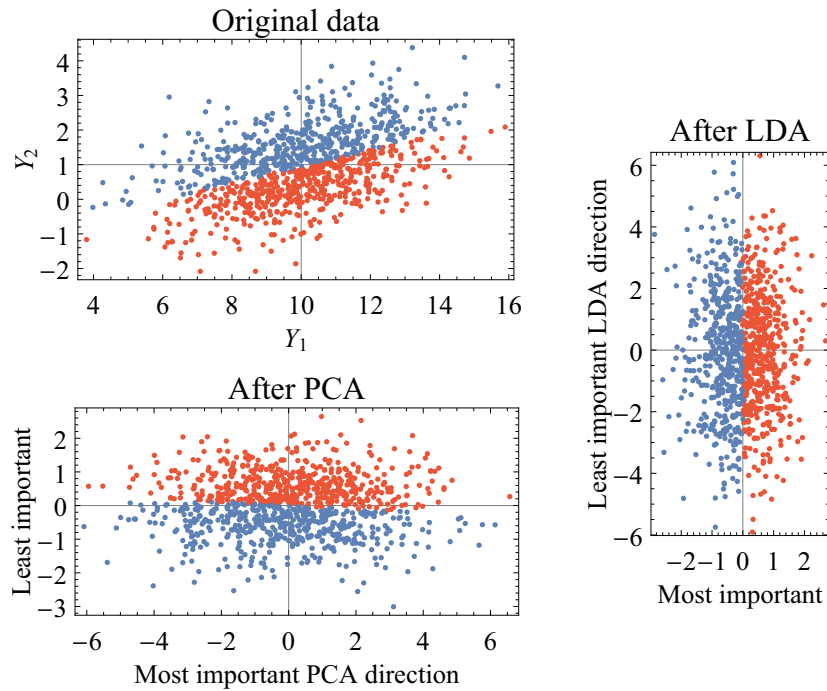 Original data
4
3
2
1
0
−1
−2
Y2
4 6 8 10 12 14 16
Y1
After PCA
2
1
0
−1
−2
−3
Least important
−6 −4 −2 0 2 4 6
Most important PCA direction
After LDA
6
4
2
0
−2
−4
−6
Least important LDA direction
−2 −1 0 1 2
Most important